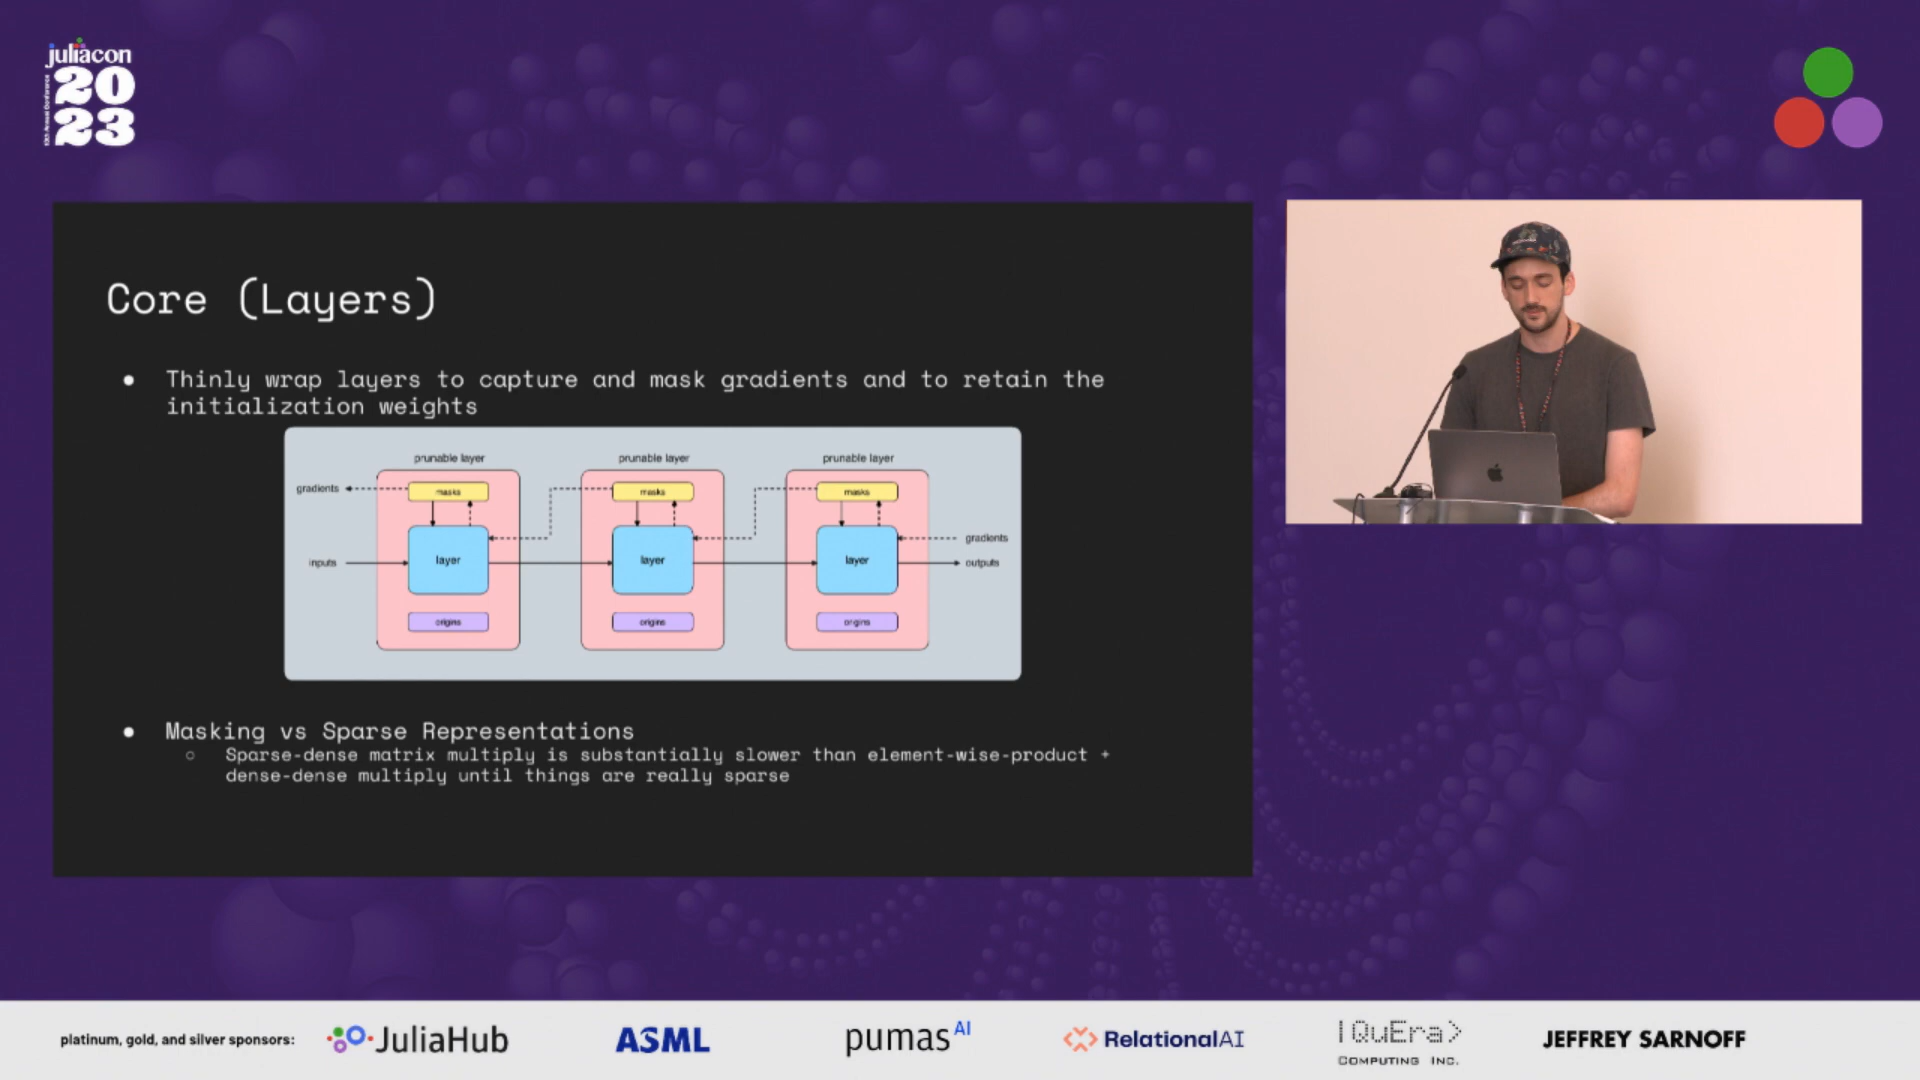 juliacon
20
23
Core (Layers)
Thinly wrap layers to capture and mask gradients and to retain the
initialization weights
prunable layer prunable layer prunable layer
gradients masks masks masks
gradients
inputs layer layer layer outputs
origins origins origins
Masking vs Sparse Representations
Sparse-dense matrix multiply is substantially slower than element-wise-product +
dense-dense multiply until things are really sparse
platinum, gold, and silver sponsors: JuliaHub ASML pumasAI RelationalAI |QuEra> JEFFREY SARNOFF
COMPUTING INC.